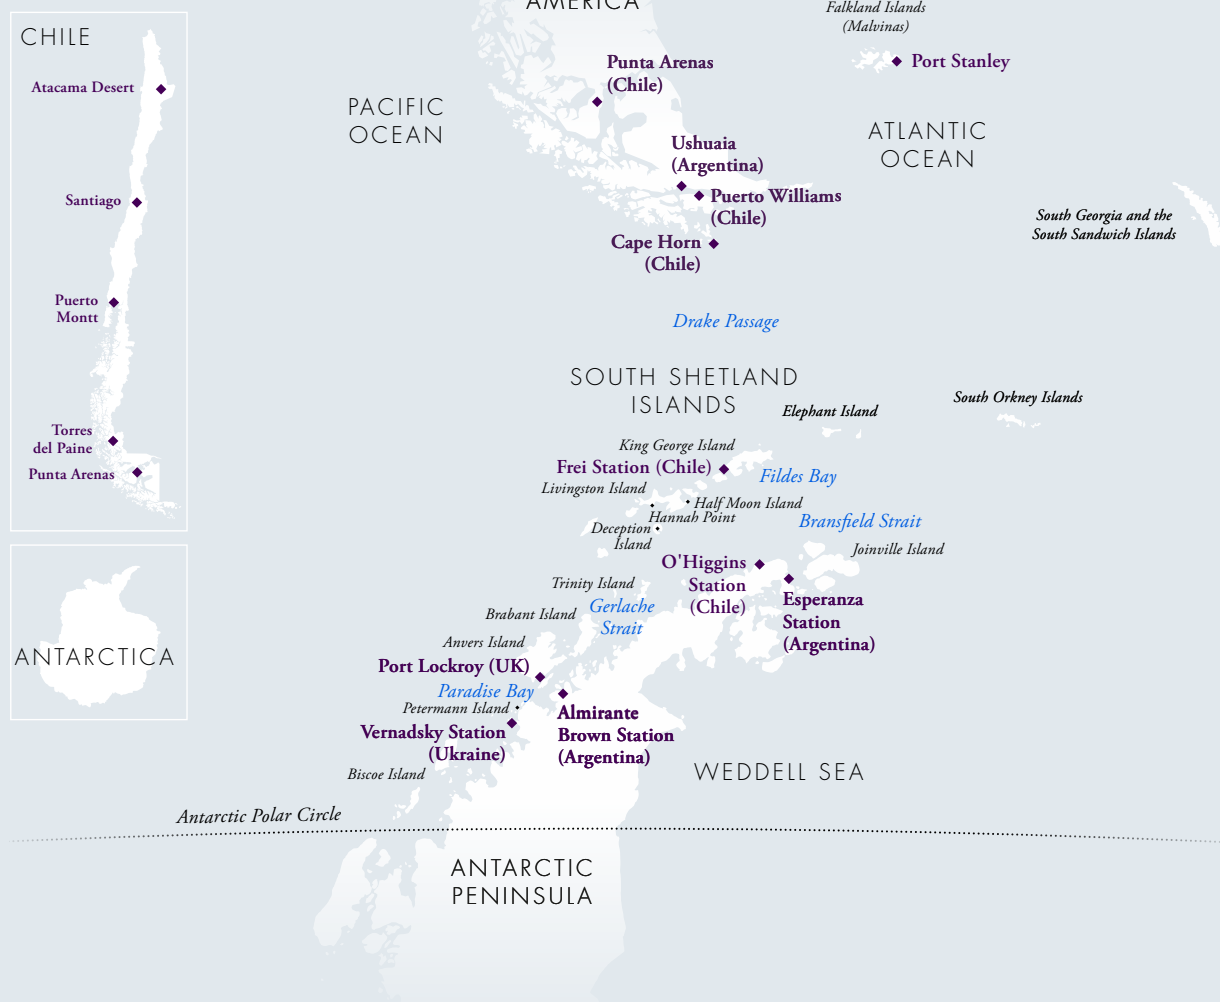 CHILE
Atacama Desert
Santiago
Puerto
Montt
Torres
del Paine
Punta Arenas
ANTARCTICA
AMERICA
Falkland Islands
(Malvinas)
Port Stanley
Punta Arenas
(Chile)
PACIFIC
OCEAN
ATLANTIC
OCEAN
Ushuaia
(Argentina)
Puerto Williams
(Chile)
Cape Horn
(Chile)
South Georgia and the
South Sandwich Islands
Drake Passage
SOUTH SHETLAND
ISLANDS
Elephant Island
South Orkney Islands
King George Island
Frei Station (Chile)
Fildes Bay
Livingston Island
Half Moon Island
Hannah Point
Deception
Island
Bransfield Strait
Joinville Island
O'Higgins
Station
(Chile)
Esperanza
Station
(Argentina)
Trinity Island
Gerlache
Strait
Brabant Island
Anvers Island
Port Lockroy (UK)
Paradise Bay
Petermann Island
Almirante
Brown Station
(Argentina)
Vernadsky Station
(Ukraine)
Biscoe Island
WEDDELL SEA
Antarctic Polar Circle
ANTARCTIC
PENINSULA